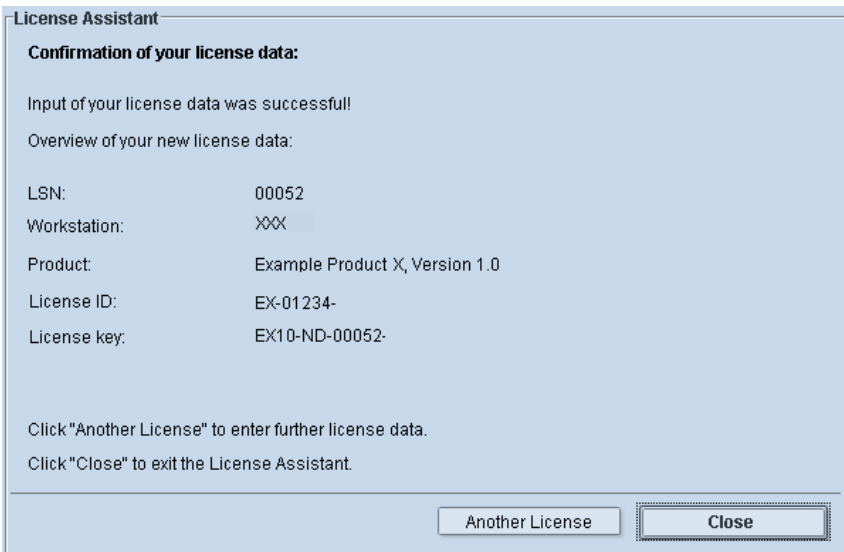 License Assistant
Confirmation of your license data:
Input of your license data was successful!
Overview of your new license data:
LSN: 00052
Workstation: XXX
Product: Example Product X, Version 1.0
License ID: EX-01234-
License key: EX10-ND-00052-
Click "Another License" to enter further license data.
Click "Close" to exit the License Assistant.
Another License Close